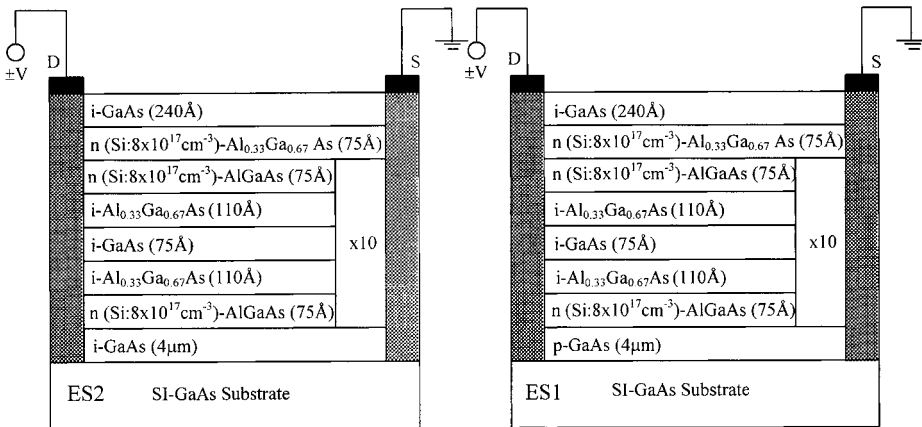 ±V
D
S
i-GaAs (240Å)
n (Si:8x10¹⁷cm⁻³)-Al₀.₃₃Ga₀.₆₇ As (75Å)
n (Si:8x10¹⁷cm⁻³)-AlGaAs (75Å)
i-Al₀.₃₃Ga₀.₆₇As (110Å)
i-GaAs (75Å)
x10
i-Al₀.₃₃Ga₀.₆₇As (110Å)
n (Si:8x10¹⁷cm⁻³)-AlGaAs (75Å)
i-GaAs (4μm)
ES2 SI-GaAs Substrate
±V
D
S
i-GaAs (240Å)
n (Si:8x10¹⁷cm⁻³)-Al₀.₃₃Ga₀.₆₇As (75Å)
n (Si:8x10¹⁷cm⁻³)-AlGaAs (75Å)
i-Al₀.₃₃Ga₀.₆₇As (110Å)
i-GaAs (75Å)
x10
i-Al₀.₃₃Ga₀.₆₇As (110Å)
n (Si:8x10¹⁷cm⁻³)-AlGaAs (75Å)
p-GaAs (4μm)
ES1 SI-GaAs Substrate